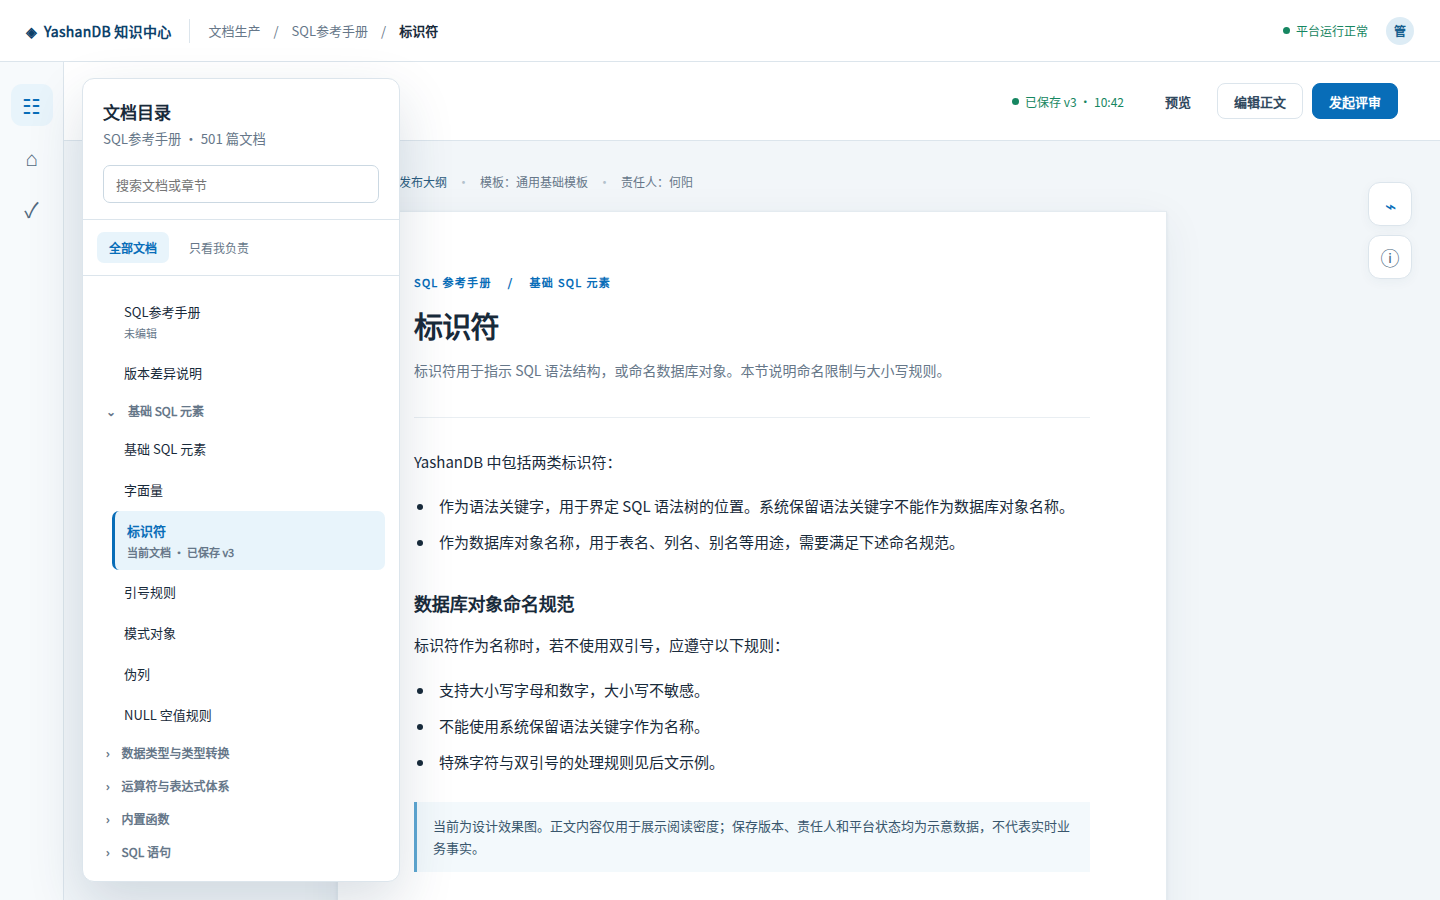 ◈ YashanDB 知识中心
文档生产 / SQL参考手册 / 标识符
平台运行正常
管
文档目录
SQL参考手册 · 501 篇文档
搜索文档或章节
全部文档
只看我负责
SQL参考手册
未编辑
版本差异说明
⌄ 基础 SQL 元素
基础 SQL 元素
字面量
标识符
当前文档 · 已保存 v3
引号规则
模式对象
伪列
NULL 空值规则
› 数据类型与类型转换
› 运算符与表达式体系
› 内置函数
› SQL 语句
已保存 v3 · 10:42
预览
编辑正文
发起评审
发布大纲 · 模板：通用基础模板 · 责任人：何阳
SQL 参考手册 / 基础 SQL 元素
标识符
标识符用于指示 SQL 语法结构，或命名数据库对象。本节说明命名限制与大小写规则。
YashanDB 中包括两类标识符：
作为语法关键字，用于界定 SQL 语法树的位置。系统保留语法关键字不能作为数据库对象名称。
作为数据库对象名称，用于表名、列名、别名等用途，需要满足下述命名规范。
数据库对象命名规范
标识符作为名称时，若不使用双引号，应遵守以下规则：
支持大小写字母和数字，大小写不敏感。
不能使用系统保留语法关键字作为名称。
特殊字符与双引号的处理规则见后文示例。
当前为设计效果图。正文内容仅用于展示阅读密度；保存版本、责任人和平台状态均为示意数据，不代表实时业
务事实。